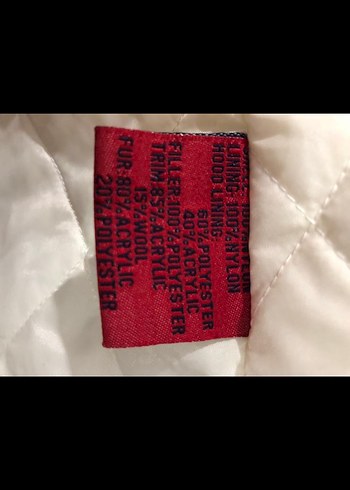 LINING: 100% NYLON
HOOD LINING:
60% POLYESTER
40% ACRYLIC
FILLER: 100% POLYESTER
TRIM: 85% ACRYLIC
15% WOOL
FUR: 80% ACRYLIC
20% POLYESTER